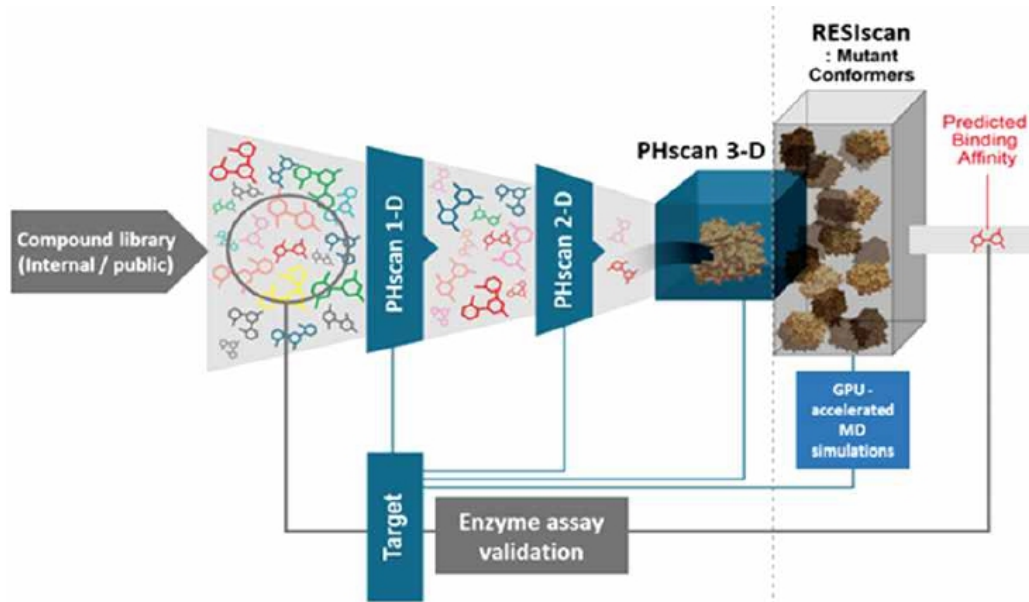 RESIscan
: Mutant
Conformers
Predicted
Binding
Affinity
PHscan 3-D
PHscan 1-D
PHscan 2-D
Compound library
(Internal / public)
GPU -
accelerated
MD
simulations
Target
Enzyme assay
validation